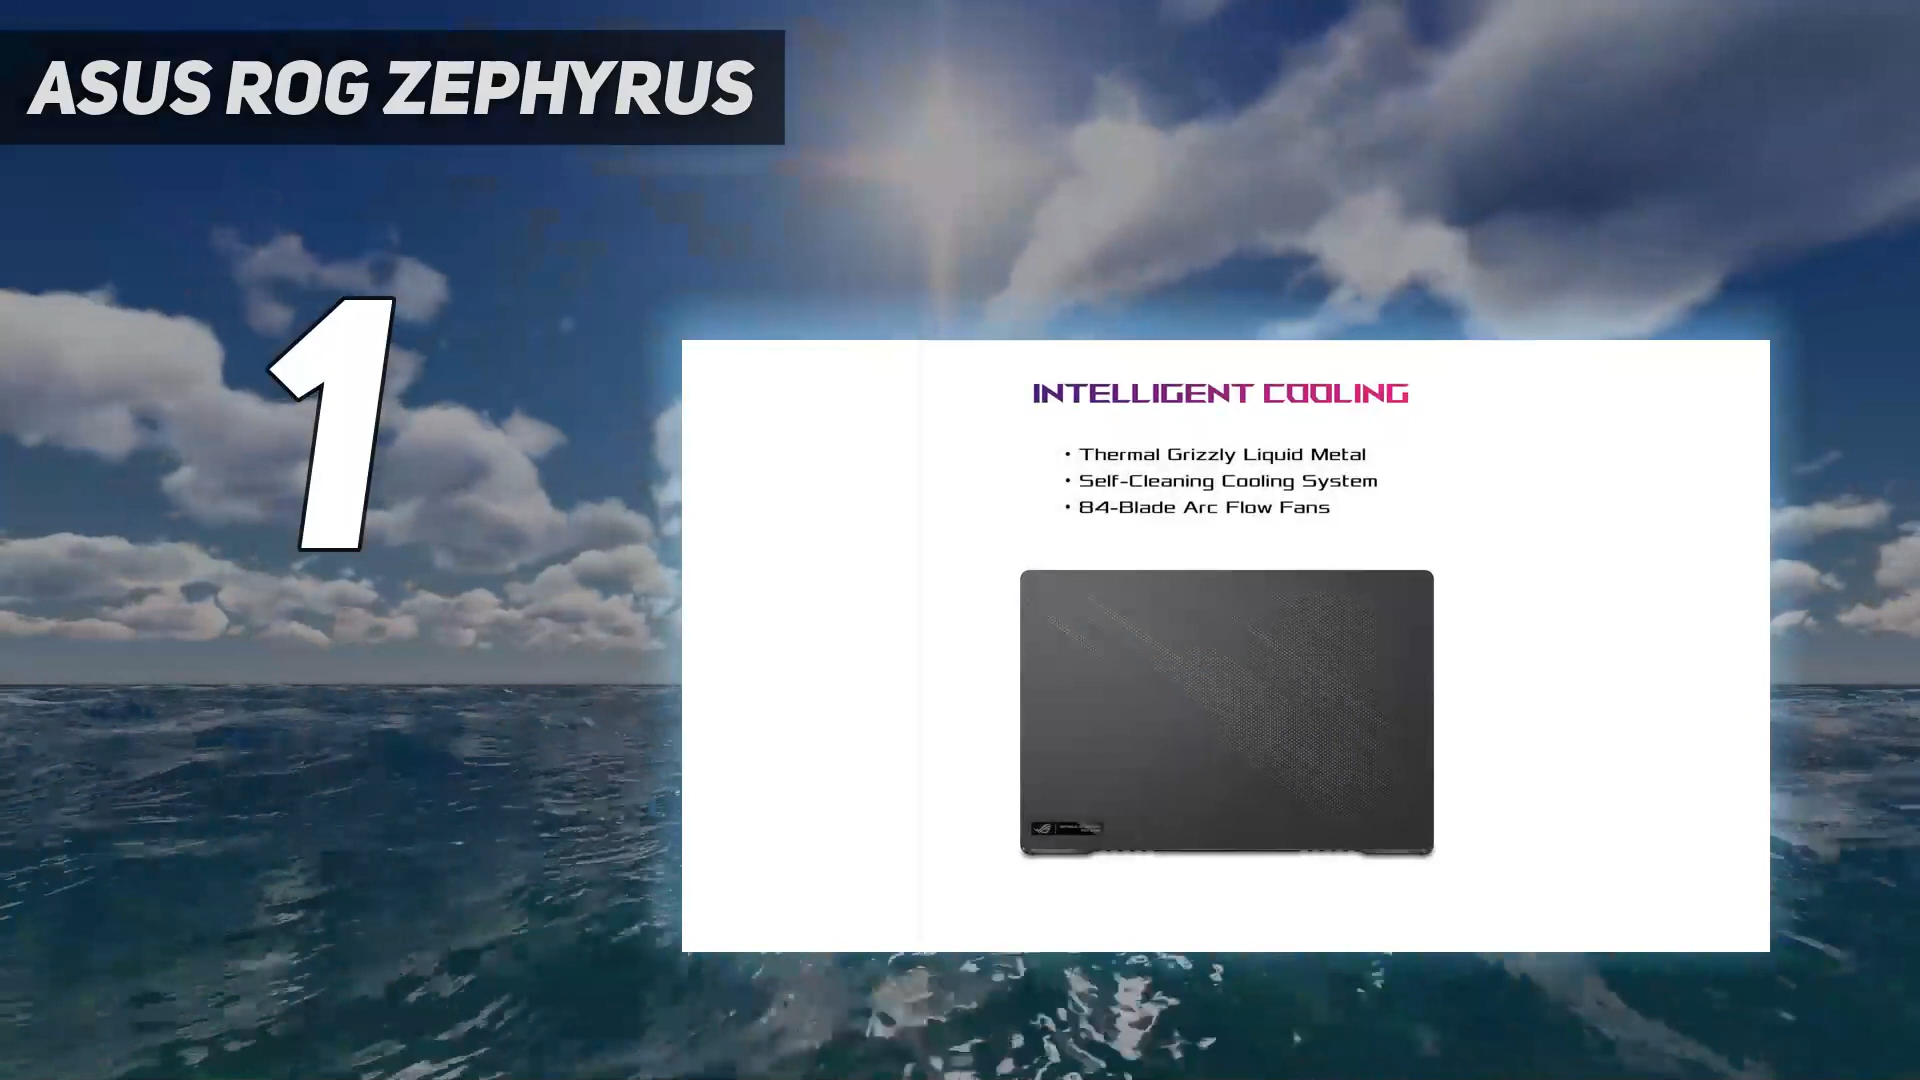 ASUS ROG ZEPHYRUS
1
INTELLIGENT COOLING
• Thermal Grizzly Liquid Metal
• Self-Cleaning Cooling System
• 84-Blade Arc Flow Fans